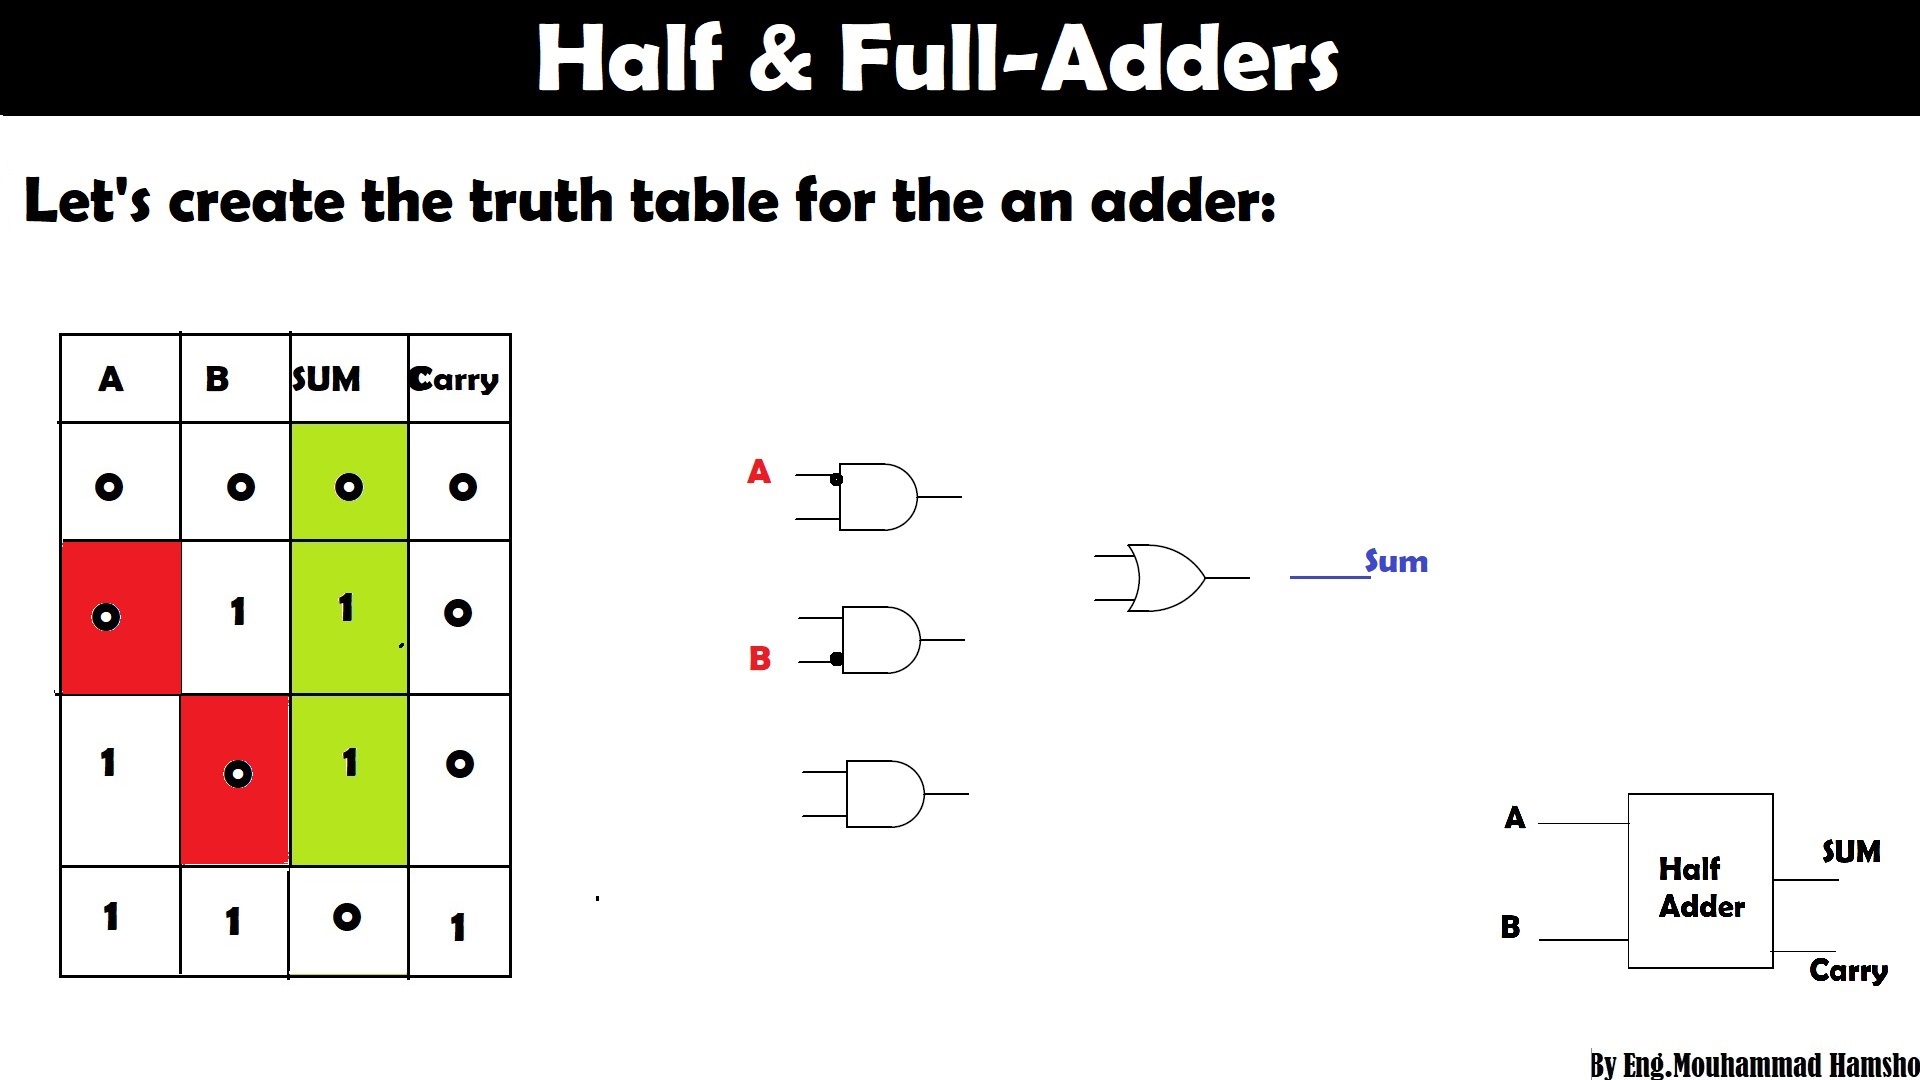 Half & Full-Adders
Let's create the truth table for the an adder:
A B SUM Carry
0 0 0 0
0 1 1 0
1 0 1 0
1 1 0 1
A
B
Sum
A
B
Half
Adder
SUM
Carry
By Eng.Mouhammad Hamsho